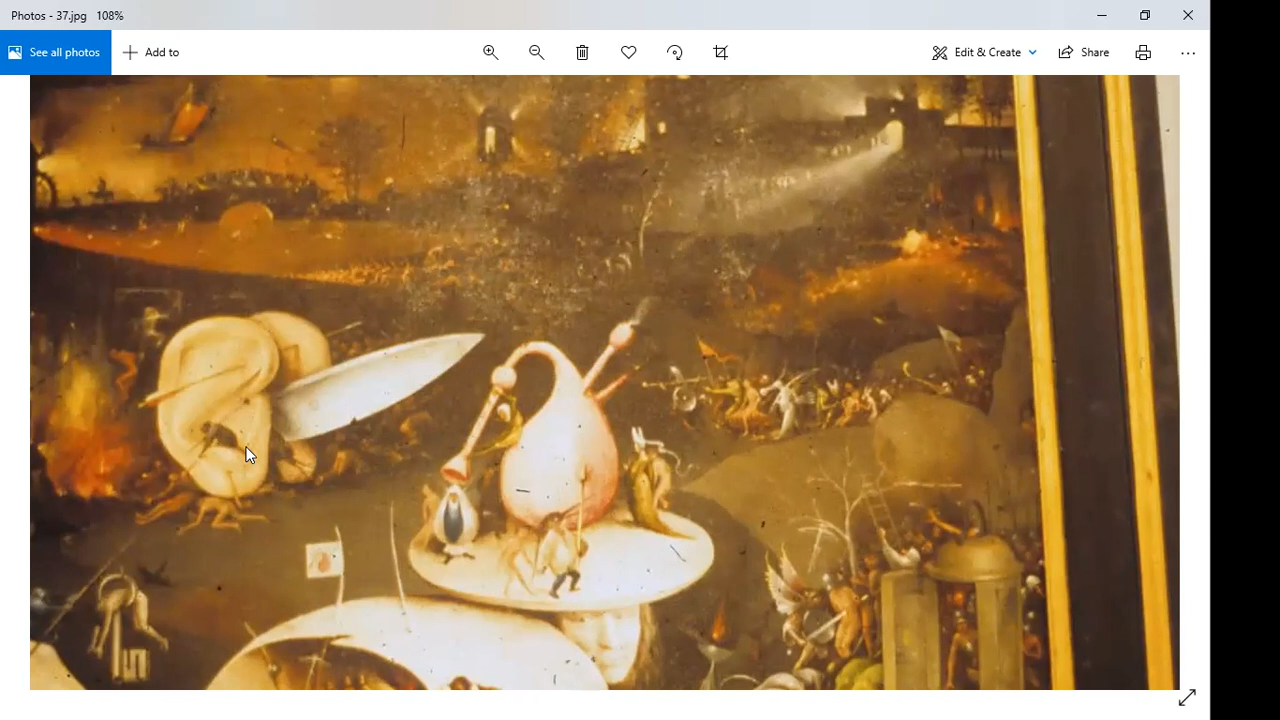 Photos - 37.jpg 108%
See all photos
Add to
Edit & Create
Share